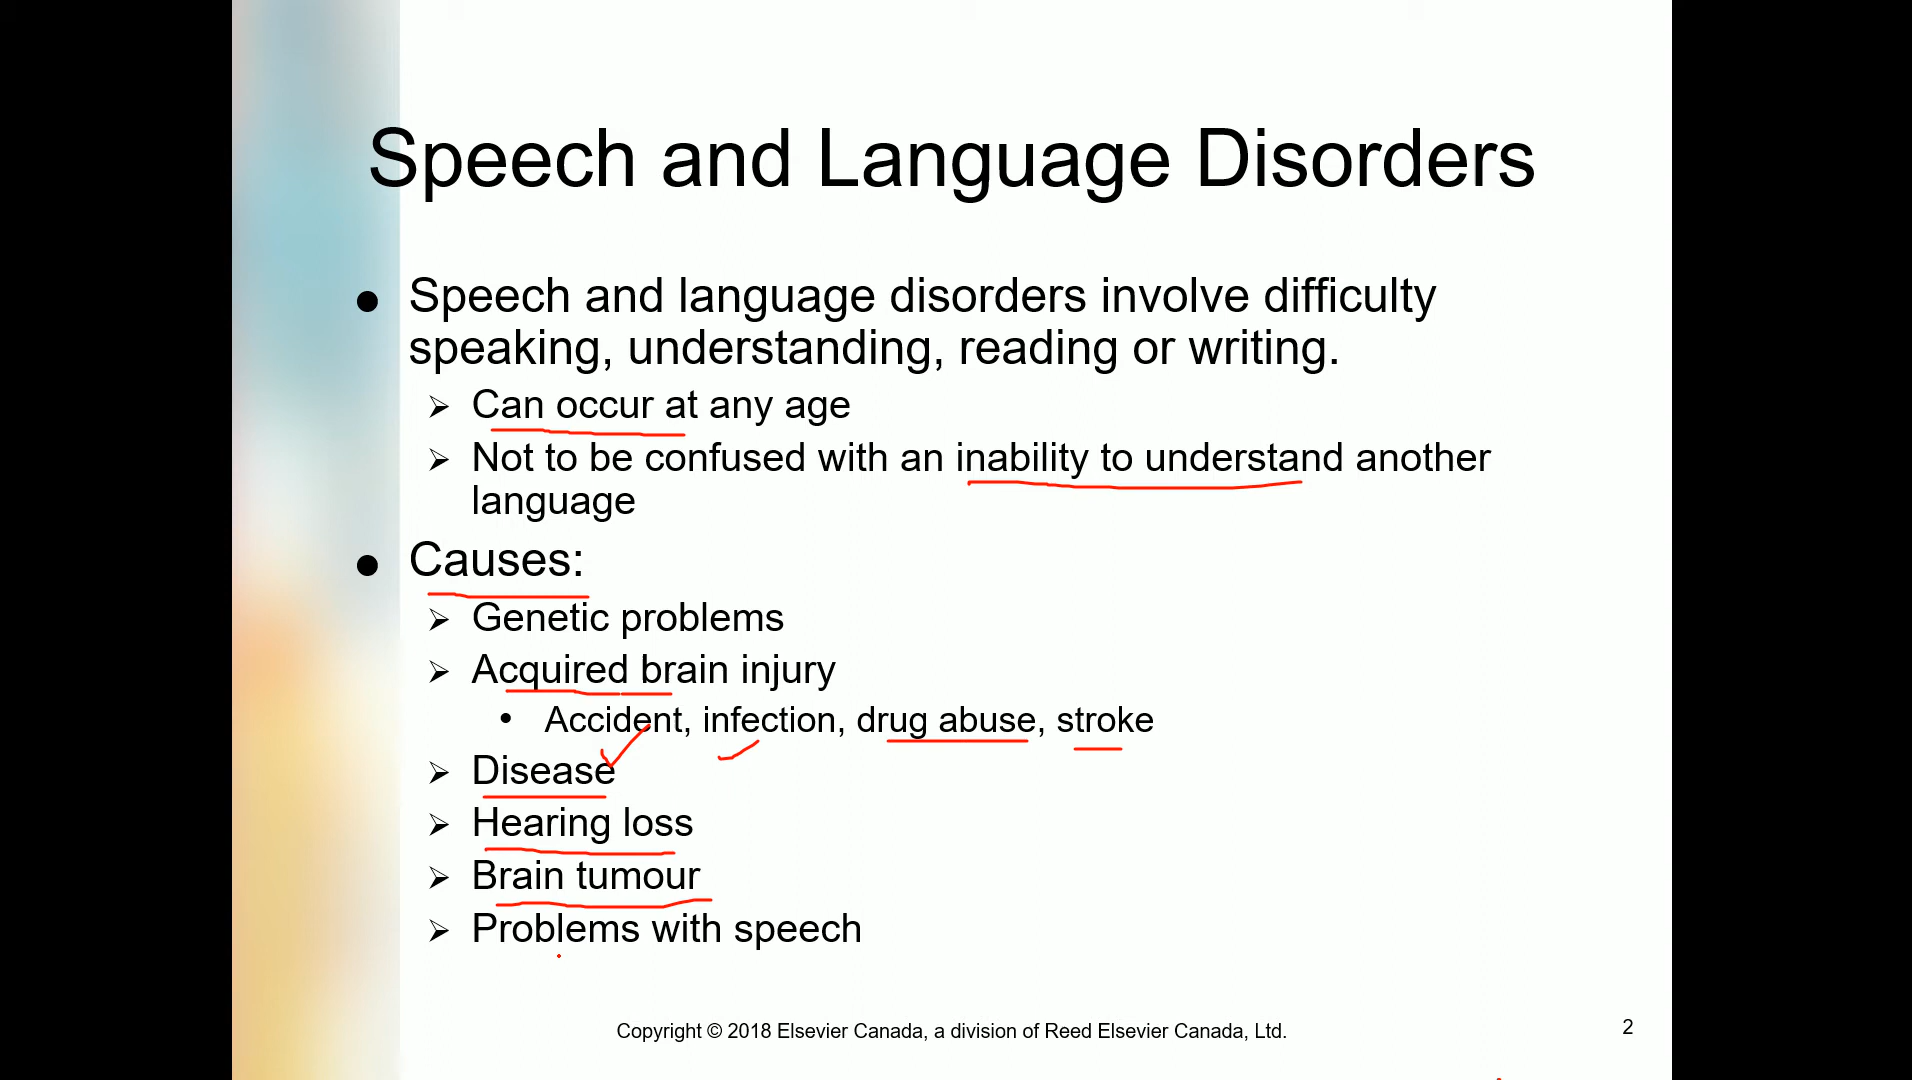 Speech and Language Disorders
● Speech and language disorders involve difficulty
speaking, understanding, reading or writing.
➢ Can occur at any age
➢ Not to be confused with an inability to understand another
language
● Causes:
➢ Genetic problems
➢ Acquired brain injury
• Accident, infection, drug abuse, stroke
➢ Disease
➢ Hearing loss
➢ Brain tumour
➢ Problems with speech
Copyright © 2018 Elsevier Canada, a division of Reed Elsevier Canada, Ltd.
2